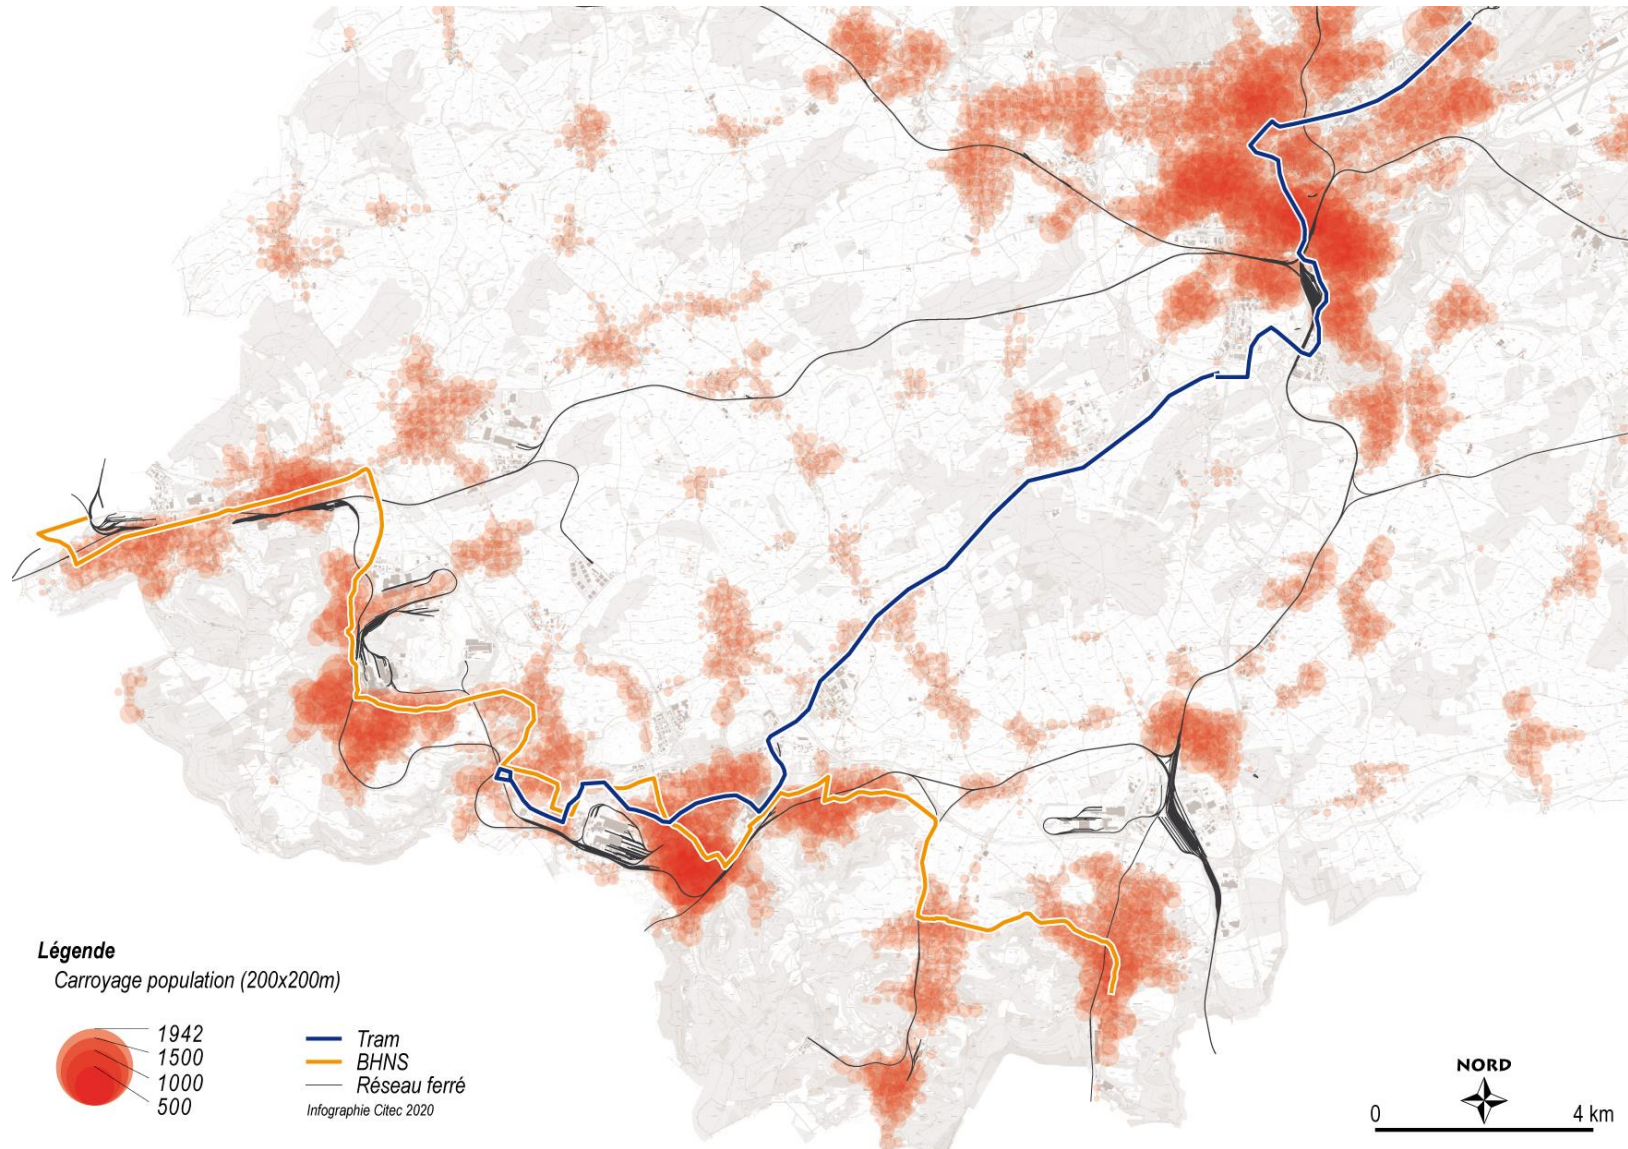 Légende
Carroyage population (200x200m)
1942
1500
1000
500
Tram
BHNS
Réseau ferré
Infographie Citec 2020
NORD
0 4 km